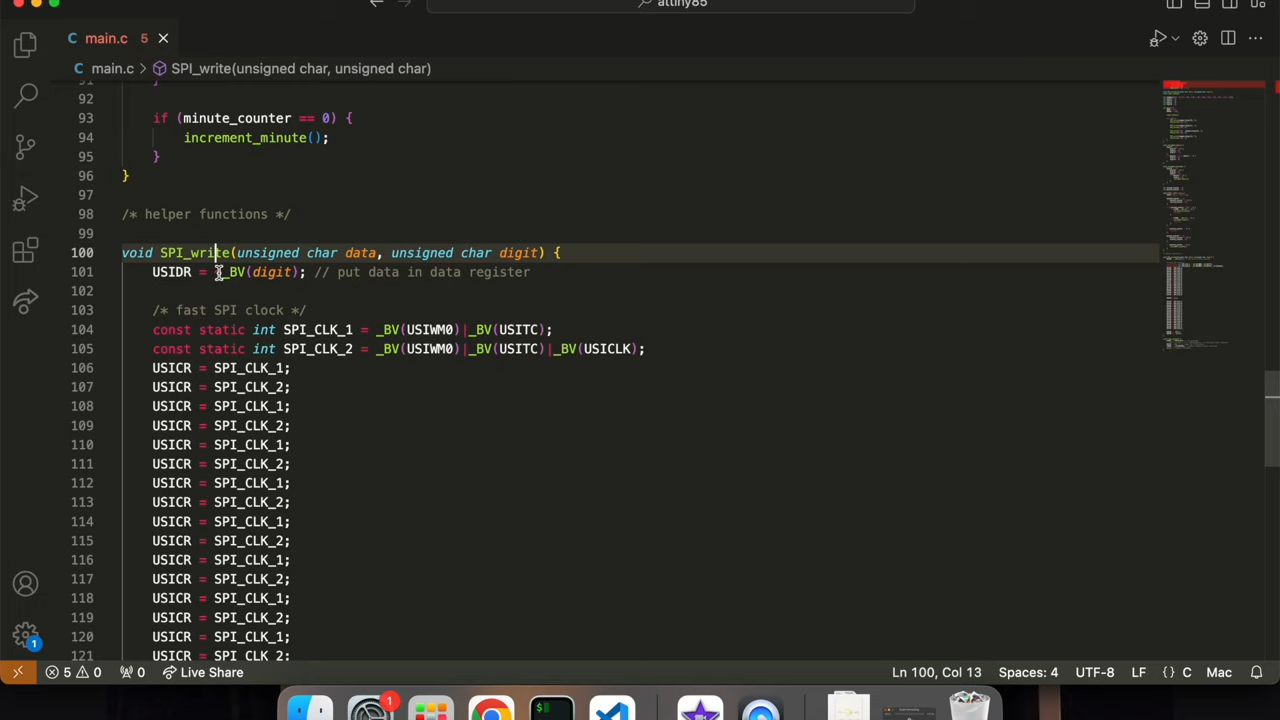 attiny85
main.c 5
main.c > SPI_write(unsigned char, unsigned char)
91 }
92
93 if (minute_counter == 0) {
94 increment_minute();
95 }
96 }
97
98 /* helper functions */
99
100 void SPI_write(unsigned char data, unsigned char digit) {
101 USIDR = _BV(digit); // put data in data register
102
103 /* fast SPI clock */
104 const static int SPI_CLK_1 = _BV(USIWM0)|_BV(USITC);
105 const static int SPI_CLK_2 = _BV(USIWM0)|_BV(USITC)|_BV(USICLK);
106 USICR = SPI_CLK_1;
107 USICR = SPI_CLK_2;
108 USICR = SPI_CLK_1;
109 USICR = SPI_CLK_2;
110 USICR = SPI_CLK_1;
111 USICR = SPI_CLK_2;
112 USICR = SPI_CLK_1;
113 USICR = SPI_CLK_2;
114 USICR = SPI_CLK_1;
115 USICR = SPI_CLK_2;
116 USICR = SPI_CLK_1;
117 USICR = SPI_CLK_2;
118 USICR = SPI_CLK_1;
119 USICR = SPI_CLK_2;
120 USICR = SPI_CLK_1;
121 USICR = SPI_CLK_2;
1
5 0 0 Live Share Ln 100, Col 13 Spaces: 4 UTF-8 LF {} C Mac
1
$